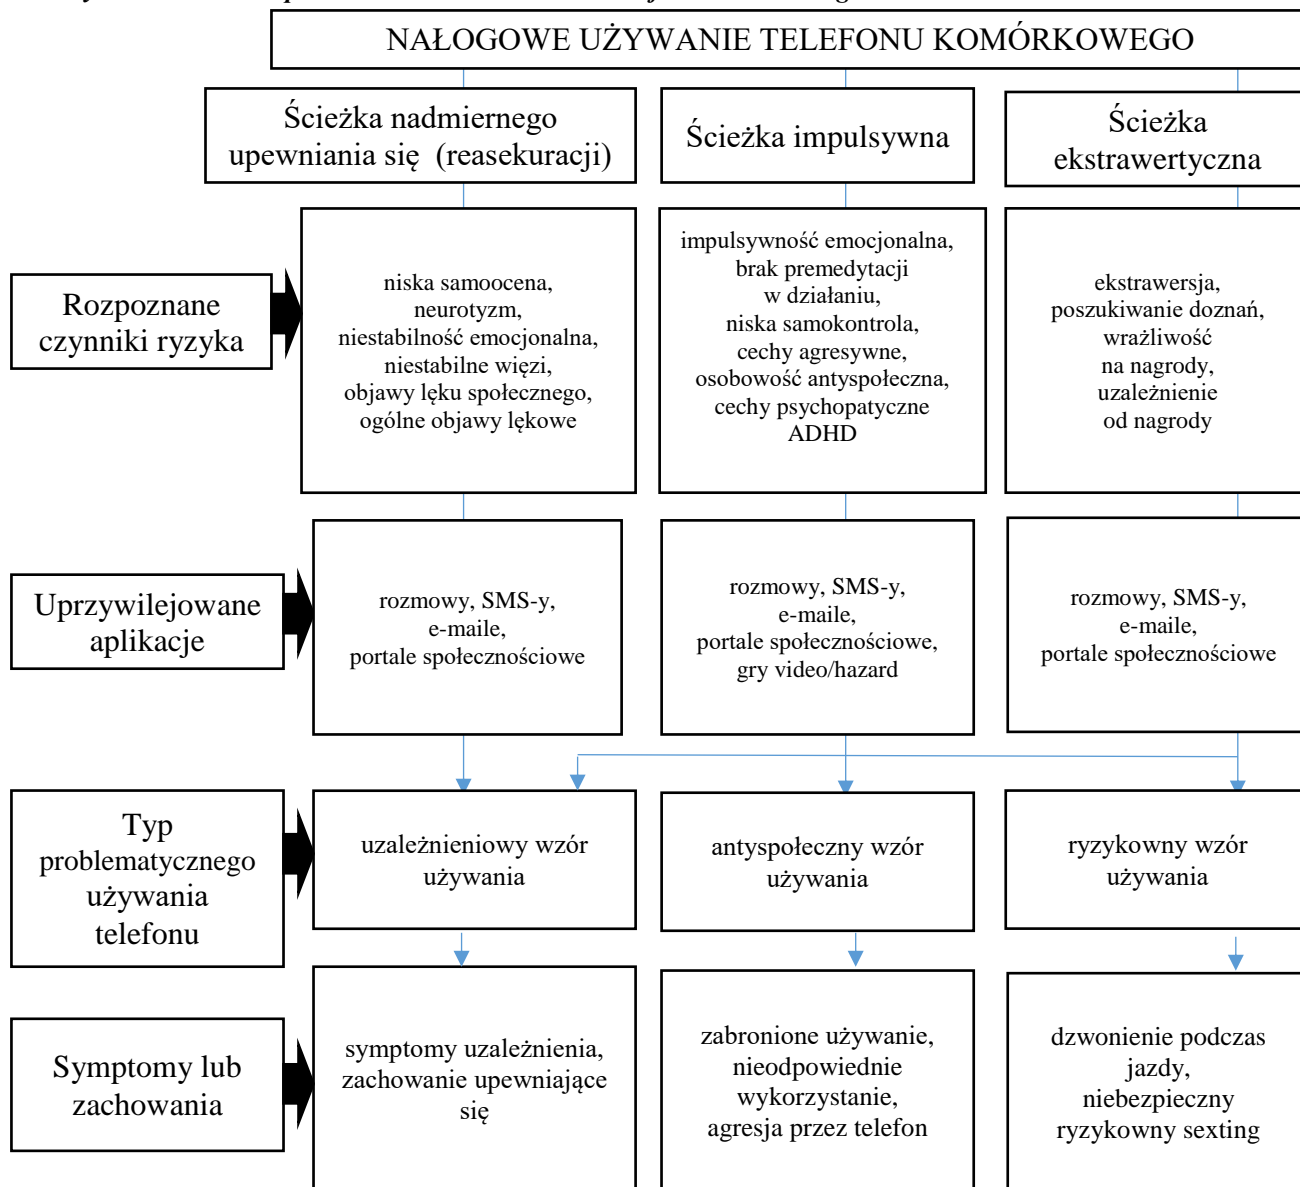 NAŁOGOWE UŻYWANIE TELEFONU KOMÓRKOWEGO
Ścieżka nadmiernego
upewniania się (reasekuracji)
Ścieżka impulsywna
Ścieżka
ekstrawertyczna
Rozpoznane
czynniki ryzyka
niska samoocena,
neurotyzm,
niestabilność emocjonalna,
niestabilne więzi,
objawy lęku społecznego,
ogólne objawy lękowe
impulsywność emocjonalna,
brak premedytacji
w działaniu,
niska samokontrola,
cechy agresywne,
osobowość antyspołeczna,
cechy psychopatyczne
ADHD
ekstrawersja,
poszukiwanie doznań,
wrażliwość
na nagrody,
uzależnienie
od nagrody
Uprzywilejowane
aplikacje
rozmowy, SMS-y,
e-maile,
portale społecznościowe
rozmowy, SMS-y,
e-maile,
portale społecznościowe,
gry video/hazard
rozmowy, SMS-y,
e-maile,
portale społecznościowe
Typ
problematycznego
używania
telefonu
uzależnieniowy wzór
używania
antyspołeczny wzór
używania
ryzykowny wzór
używania
Symptomy lub
zachowania
symptomy uzależnienia,
zachowanie upewniające
się
zabronione używanie,
nieodpowiednie
wykorzystanie,
agresja przez telefon
dzwonienie podczas
jazdy,
niebezpieczny
ryzykowny sexting